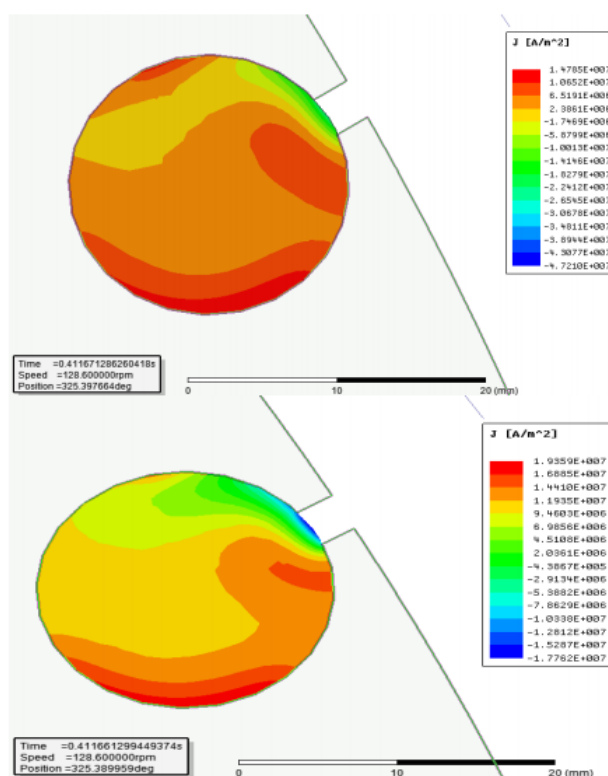 J [A/m^2]
1.4785E+007
1.0652E+007
6.5191E+006
2.3861E+006
-1.7469E+006
-5.8799E+006
-1.0013E+007
-1.4146E+007
-1.8279E+007
-2.2412E+007
-2.6545E+007
-3.0678E+007
-3.4811E+007
-3.8944E+007
-4.3077E+007
-4.7210E+007
Time =0.411671286260418s
Speed =128.600000rpm
Position =325.397664deg
0 10 20 (mm)
J [A/m^2]
1.9359E+007
1.6885E+007
1.4410E+007
1.1935E+007
9.4603E+006
6.9856E+006
4.5108E+006
2.0361E+006
-4.3867E+005
-2.9134E+006
-5.3882E+006
-7.8629E+006
-1.0338E+007
-1.2812E+007
-1.5287E+007
-1.7762E+007
Time =0.411661299449374s
Speed =128.600000rpm
Position =325.389959deg
0 10 20 (mm)